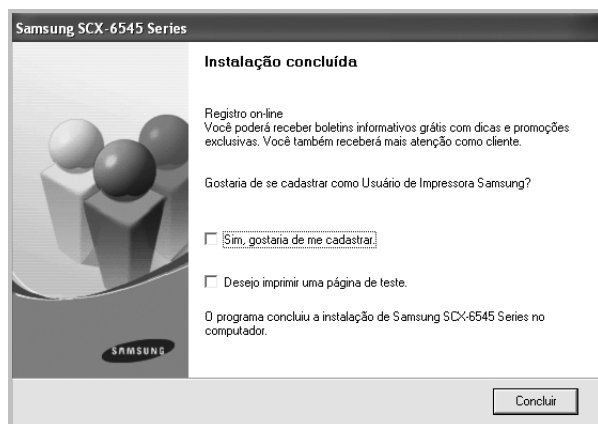 Samsung SCX-6545 Series
Instalação concluída
Registro on-line
Você poderá receber boletins informativos grátis com dicas e promoções
exclusivas. Você também receberá mais atenção como cliente.
Gostaria de se cadastrar como Usuário de Impressora Samsung?
Sim, gostaria de me cadastrar.
Desejo imprimir uma página de teste.
O programa concluiu a instalação de Samsung SCX-6545 Series no
computador.
SAMSUNG
Concluir